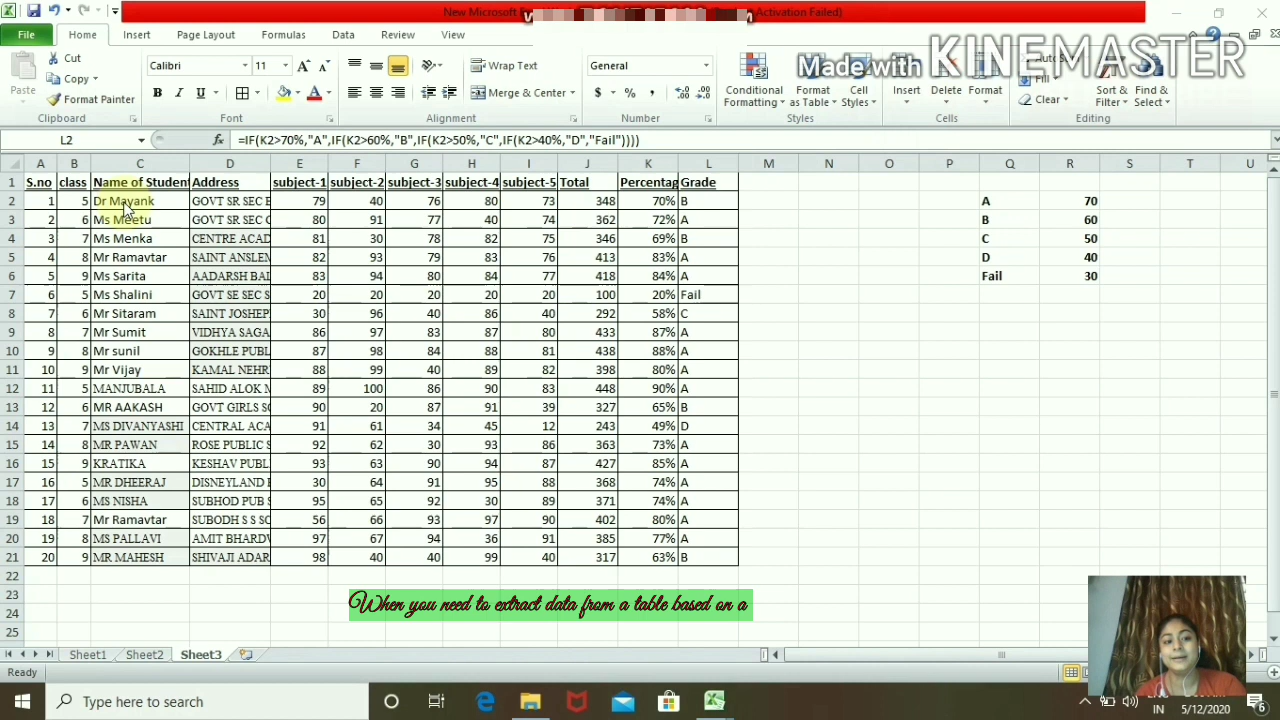 New Microsoft Activation Failed)
Made with KINEMASTER
File Home Insert Page Layout Formulas Data Review View
Paste Cut Copy Format Painter
Calibri 11
Wrap Text Merge & Center
General
Conditional Formatting Format as Table Cell Styles
Insert Delete Format
Fill Clear Sort & Filter Find & Select
Clipboard Font Alignment Number Styles Cells Editing
L2 fx =IF(K2>70%,"A",IF(K2>60%,"B",IF(K2>50%,"C",IF(K2>40%,"D","Fail"))))
A B C D E F G H I J K L M N O P Q R S T U
1 S.no class Name of Student Address subject-1 subject-2 subject-3 subject-4 subject-5 Total Percentag Grade
2 1 5 Dr Mayank GOVT SR SEC 79 40 76 80 73 348 70% B A 70
3 2 6 Ms Meetu GOVT SR SEC 80 91 77 40 74 362 72% A B 60
4 3 7 Ms Menka CENTRE ACAD 81 30 78 82 75 346 69% B C 50
5 4 8 Mr Ramavtar SAINT ANSLEM 82 93 79 83 76 413 83% A D 40
6 5 9 Ms Sarita AADARSH BAL 83 94 80 84 77 418 84% A Fail 30
7 6 5 Ms Shalini GOVT SE SEC S 20 20 20 20 20 100 20% Fail
8 7 6 Mr Sitaram SAINT JOSHEP 30 96 40 86 40 292 58% C
9 8 7 Mr Sumit VIDHYA SAGA 86 97 83 87 80 433 87% A
10 9 8 Mr sunil GOKHLE PUBL 87 98 84 88 81 438 88% A
11 10 9 Mr Vijay KAMAL NEHR 88 99 40 89 82 398 80% A
12 11 5 MANJUBALA SAHID ALOK M 89 100 86 90 83 448 90% A
13 12 6 MR AAKASH GOVT GIRLS SC 90 20 87 91 39 327 65% B
14 13 7 MS DIVANYASHI CENTRAL ACA 91 61 34 45 12 243 49% D
15 14 8 MR PAWAN ROSE PUBLIC S 92 62 30 93 86 363 73% A
16 15 9 KRATIKA KESHAV PUBL 93 63 90 94 87 427 85% A
17 16 5 MR DHEERAJ DISNEYLAND 30 64 91 95 88 368 74% A
18 17 6 MS NISHA SUBHOD PUB S 95 65 92 30 89 371 74% A
19 18 7 Mr Ramavtar SUBODH S S SC 56 66 93 97 90 402 80% A
20 19 8 MS PALLAVI AMIT BHARDV 97 67 94 36 91 385 77% A
21 20 9 MR MAHESH SHIVAJI ADAR 98 40 40 99 40 317 63% B
22
23
24
25
When you need to extract data from a table based on a
Sheet1 Sheet2 Sheet3
Ready
Type here to search
IN 5/12/2020 6